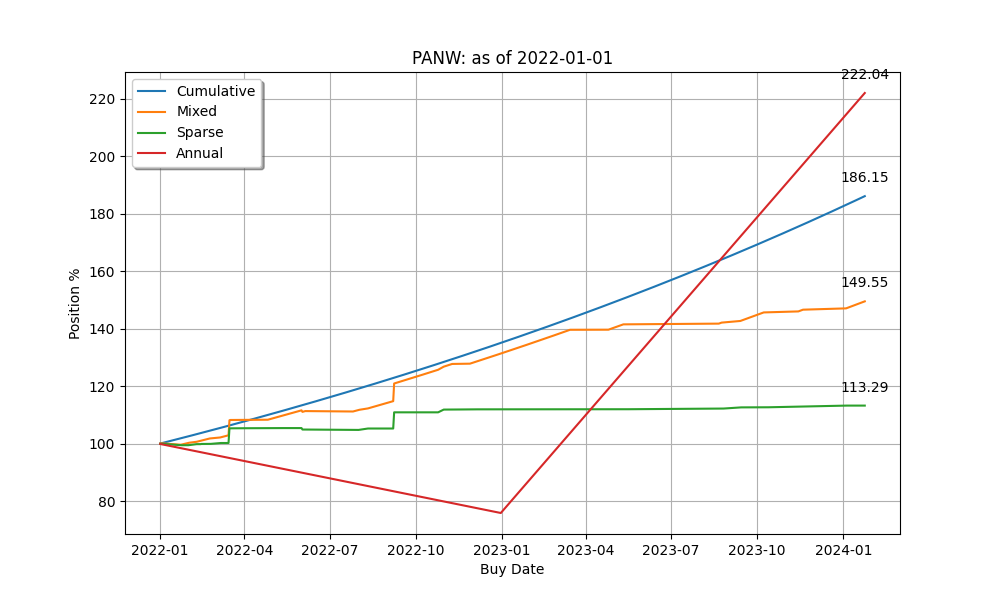 PANW: as of 2022-01-01
Cumulative
Mixed
Sparse
Annual
222.04
186.15
149.55
113.29
220
200
180
160
140
120
100
80
Position %
2022-01 2022-04 2022-07 2022-10 2023-01 2023-04 2023-07 2023-10 2024-01
Buy Date